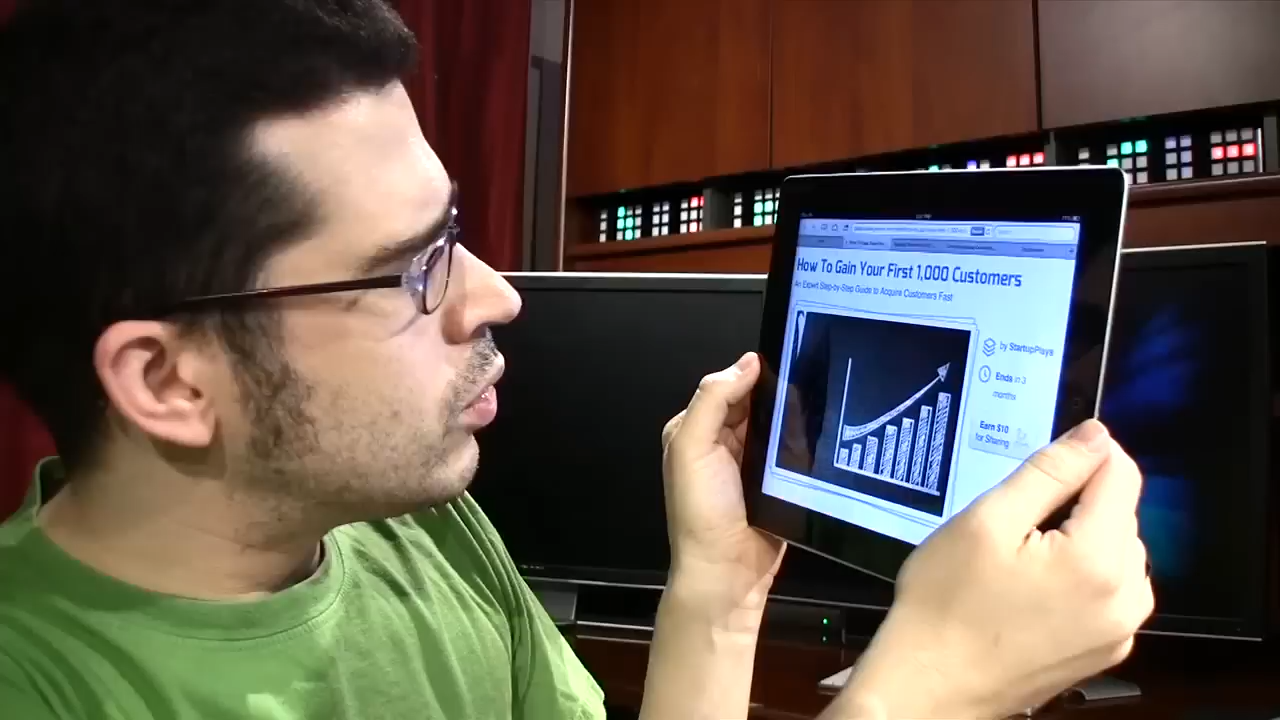 How To Gain Your First 1,000 Customers
An Expert Step-by-Step Guide to Acquire Customers Fast
by StartupPlays
Ends in 3
months
Earn $10
for Sharing